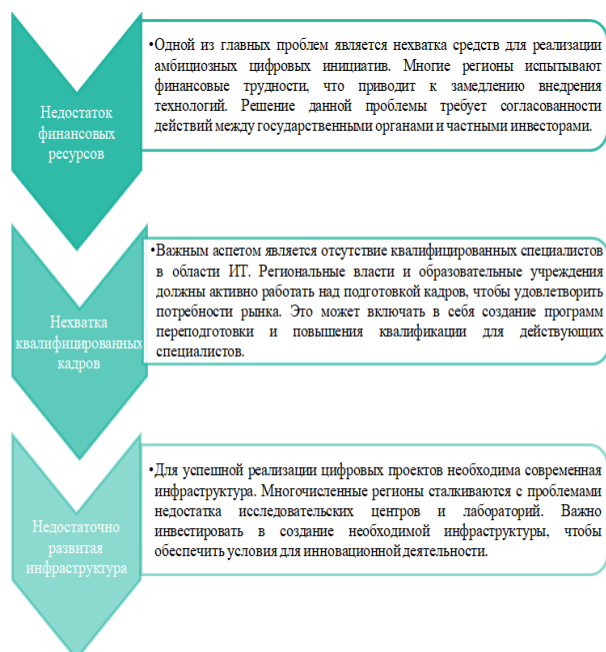 Недостаток
финансовых
ресурсов
•Одной из главных проблем является нехватка средств для реализации
амбициозных цифровых инициатив. Многие регионы испытывают
финансовые трудности, что приводит к замедлению внедрения
технологий. Решение данной проблемы требует согласованности
действий между государственными органами и частными инвесторами.
Нехватка
квалифицированных
кадров
•Важным аспетом является отсутствие квалифицированных специалистов
в области ИТ. Региональные власти и образовательные учреждения
должны активно работать над подготовкой кадров, чтобы удовлетворить
потребности рынка. Это может включать в себя создание программ
переподготовки и повышения квалификации для действующих
специалистов.
Недостаточно
развитая
инфраструктура
•Для успешной реализации цифровых проектов необходима современная
инфраструктура. Многочисленные регионы сталкиваются с проблемами
недостатка исследовательских центров и лабораторий. Важно
инвестировать в создание необходимой инфраструктуры, чтобы
обеспечить условия для инновационной деятельности.